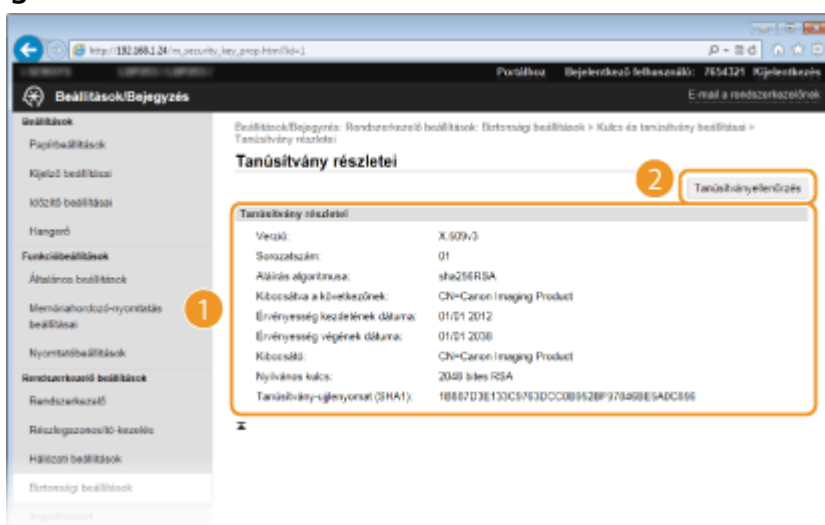 http://192.168.1.24/m_security_key_prop.html?id=1
Portálhoz Bejelentkező felhasználó: 7654321 Kijelentkezés
Beállítások/Bejegyzés
E-mail a rendszerkezelőnek
Beállítások
Papírbeállítások
Kijelző beállításai
Időzítő beállításai
Hangerő
Funkcióbeállítások
Általános beállítások
Memóriahordozó-nyomtatás
beállításai
Nyomtatóbeállítások
Rendszerkezelő beállítások
Rendszerkezelő
Részlegazonosító-kezelés
Hálózati beállítások
Biztonsági beállítások
Beállítások/Bejegyzés: Rendszerkezelő beállítások: Biztonsági beállítások > Kulcs és tanúsítvány beállításai >
Tanúsítvány részletei
Tanúsítvány részletei
2
Tanúsítványellenőrzés
1
Tanúsítvány részletei
Verzió: X.509v3
Sorozatszám: 01
Aláírás algoritmusa: sha256RSA
Kibocsátva a következőnek: CN=Canon Imaging Product
Érvényesség kezdetének dátuma: 01/01 2012
Érvényesség végének dátuma: 01/01 2038
Kibocsátó: CN=Canon Imaging Product
Nyilvános kulcs: 2048 bites RSA
Tanúsítvány-ujjlenyomat (SHA1):